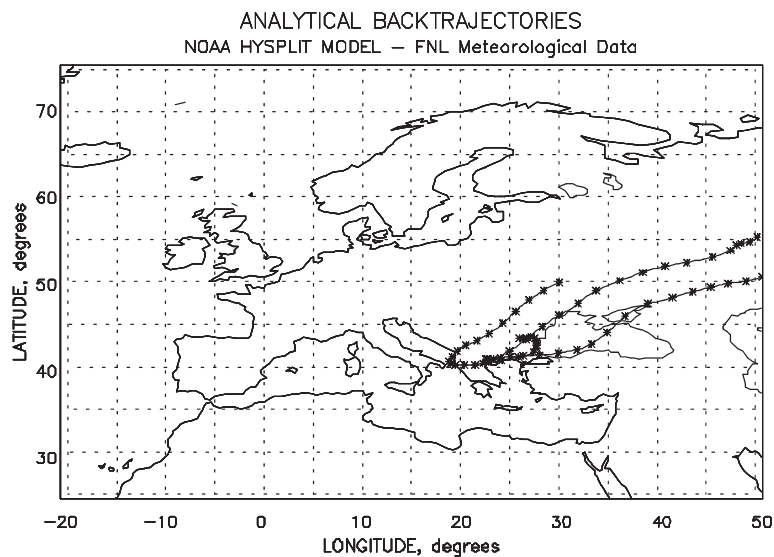 ANALYTICAL BACKTRAJECTORIES
NOAA HYSPLIT MODEL – FNL Meteorological Data
70
60
50
40
30
LATITUDE, degrees
−20 −10 0 10 20 30 40 50
LONGITUDE, degrees